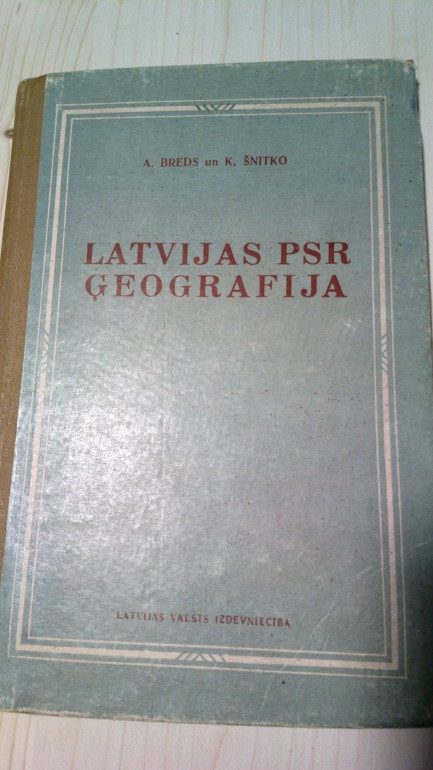 A. BREDS un K. ŠNITKO
LATVIJAS PSR
ĢEOGRAFIJA
LATVIJAS VALSTS IZDEVNIECĪBA